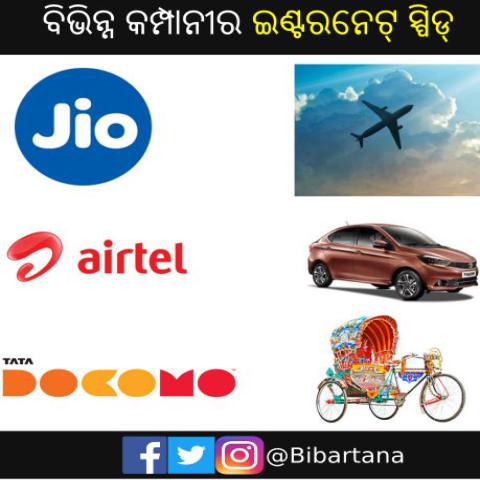 ବିଭିନ୍ନ କମ୍ପାନୀର ଇଣ୍ଟରନେଟ୍ ସ୍ପିଡ୍
Jio
airtel
TATA
DOCOMO
@Bibartana